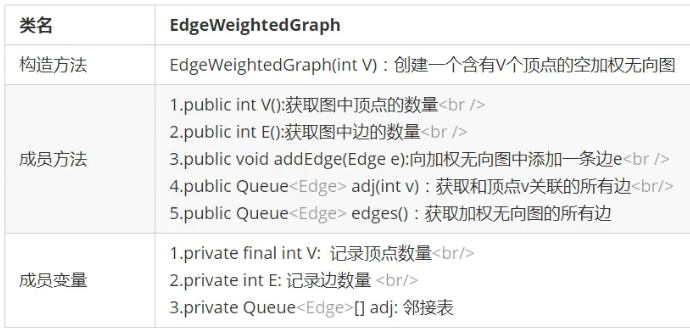 类名 EdgeWeightedGraph
构造方法 EdgeWeightedGraph(int V)：创建一个含有V个顶点的空加权无向图
1.public int V():获取图中顶点的数量<br />
2.public int E():获取图中边的数量<br />
成员方法 3.public void addEdge(Edge e):向加权无向图中添加一条边e<br />
4.public Queue<Edge> adj(int v)：获取和顶点v关联的所有边<br/>
5.public Queue<Edge> edges()：获取加权无向图的所有边
1.private final int V: 记录顶点数量<br/>
成员变量 2.private int E: 记录边数量 <br/>
3.private Queue<Edge>[] adj: 邻接表